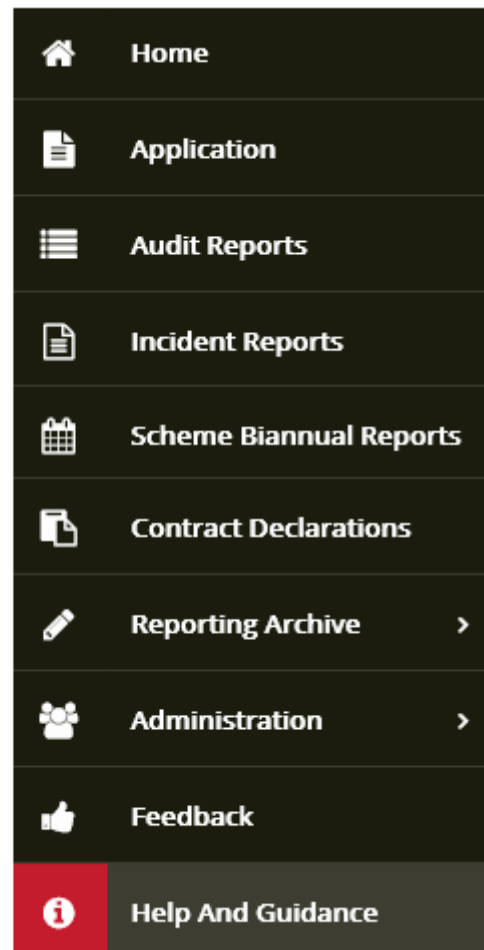 Home
Application
Audit Reports
Incident Reports
Scheme Biannual Reports
Contract Declarations
Reporting Archive
Administration
Feedback
Help And Guidance